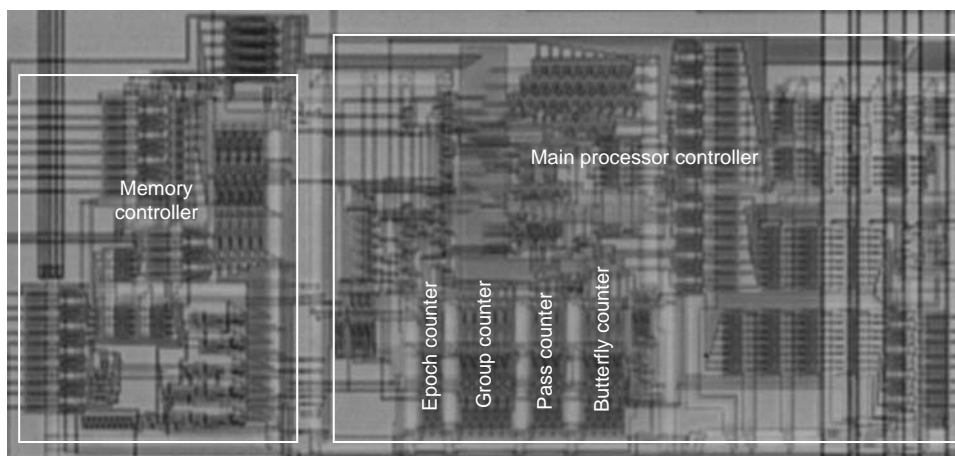 Memory
controller
Main processor controller
Epoch counter
Group counter
Pass counter
Butterfly counter